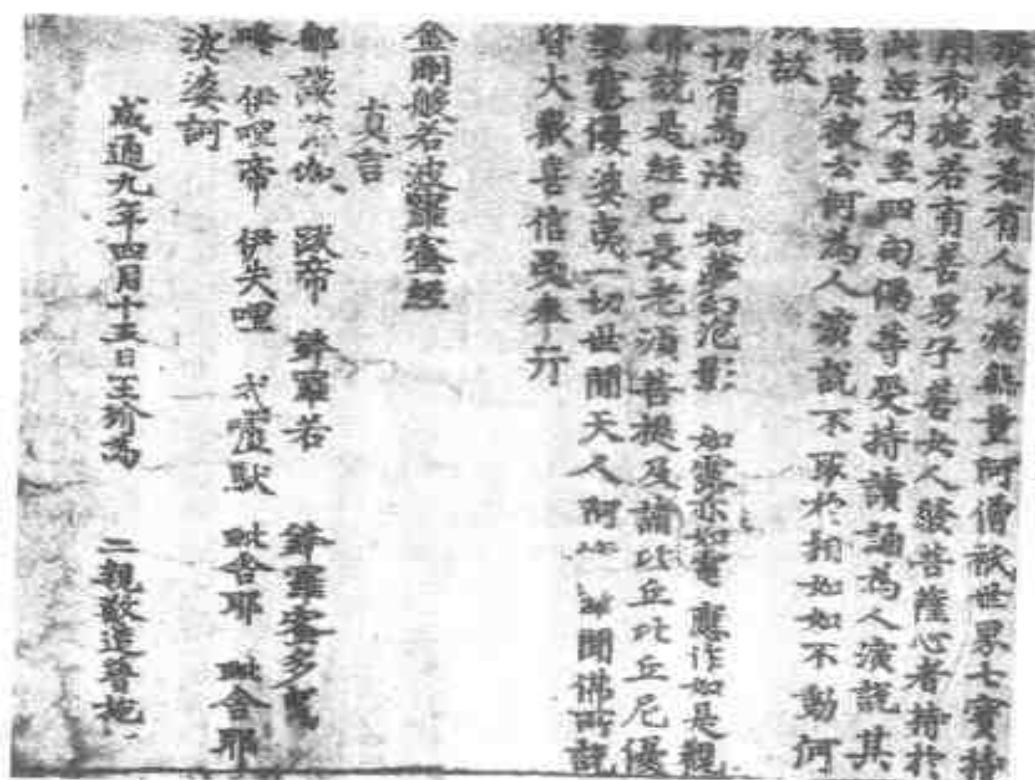 須菩提若有人以滿無量阿僧祇世界七寶持
用布施若有善男子善女人發菩薩心者持於
此經乃至四句偈等受持讀誦為人演說其
福勝彼云何為人演說不取於相如如不動何
以故
一切有為法 如夢幻泡影 如露亦如電 應作如是觀
佛說是經已長老須菩提及諸比丘比丘尼優
婆塞優婆夷一切世間天人阿 聞佛所說
皆大歡喜信受奉行
金剛般若波羅蜜經
真言
那謨 伽 跋帝 鉢羅若 鉢羅蜜多曳
唵 伊哩帝 伊失哩 戍盧馱 毗舍耶 毗舍耶
莎婆訶
咸通九年四月十五日王玠為 二親敬造普施